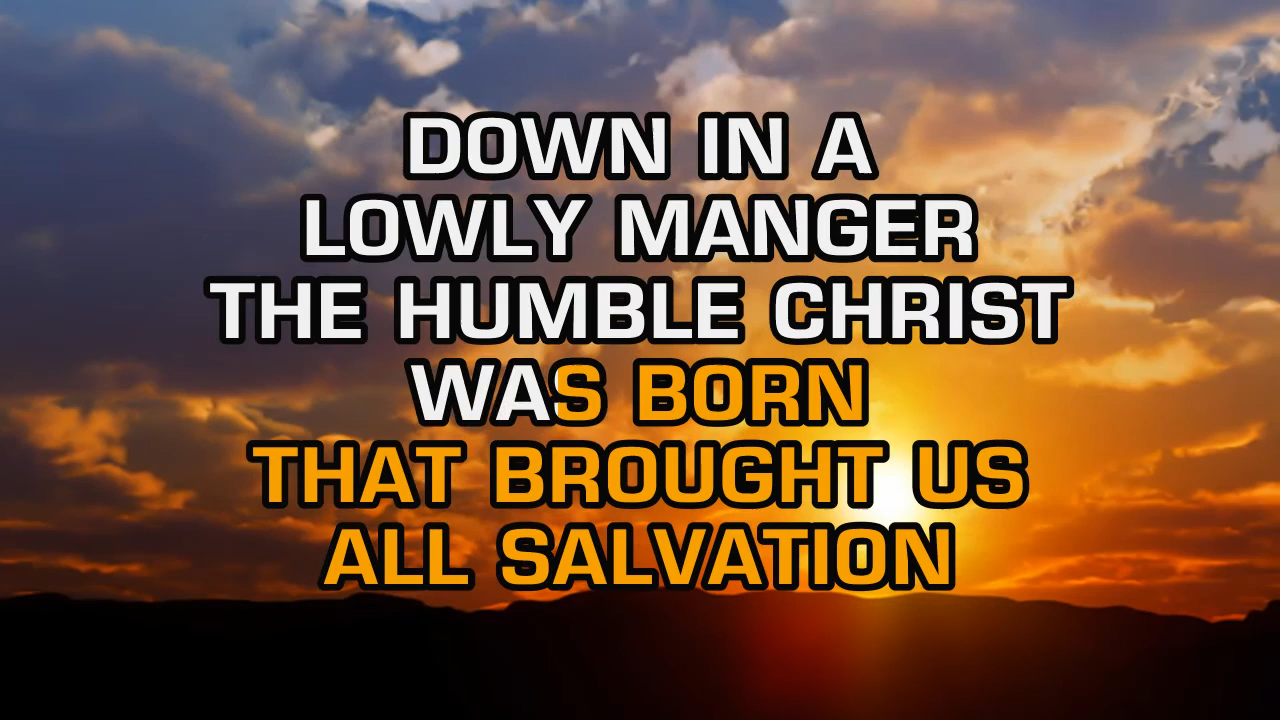 DOWN IN A
LOWLY MANGER
THE HUMBLE CHRIST
WAS BORN
THAT BROUGHT US
ALL SALVATION